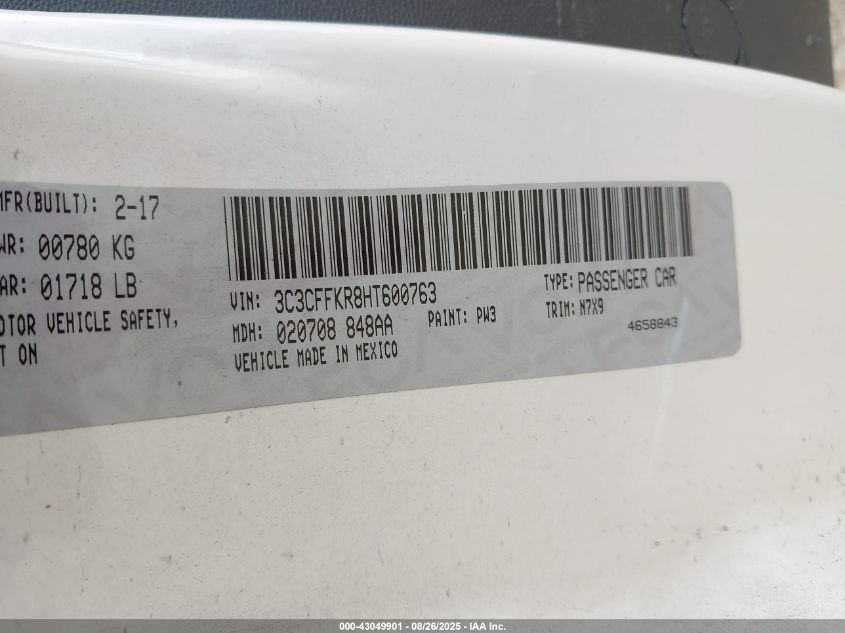 MFR(BUILT): 2-17
WR: 00780 KG
AR: 01718 LB
OTOR VEHICLE SAFETY,
T ON
VIN: 3C3CFFKR8HT600763
TYPE: PASSENGER CAR
MDH: 020708 848AA
PAINT: PW3
TRIM: N7X9
VEHICLE MADE IN MEXICO
4658843
000-43049901 - 08/26/2025 - IAA Inc.